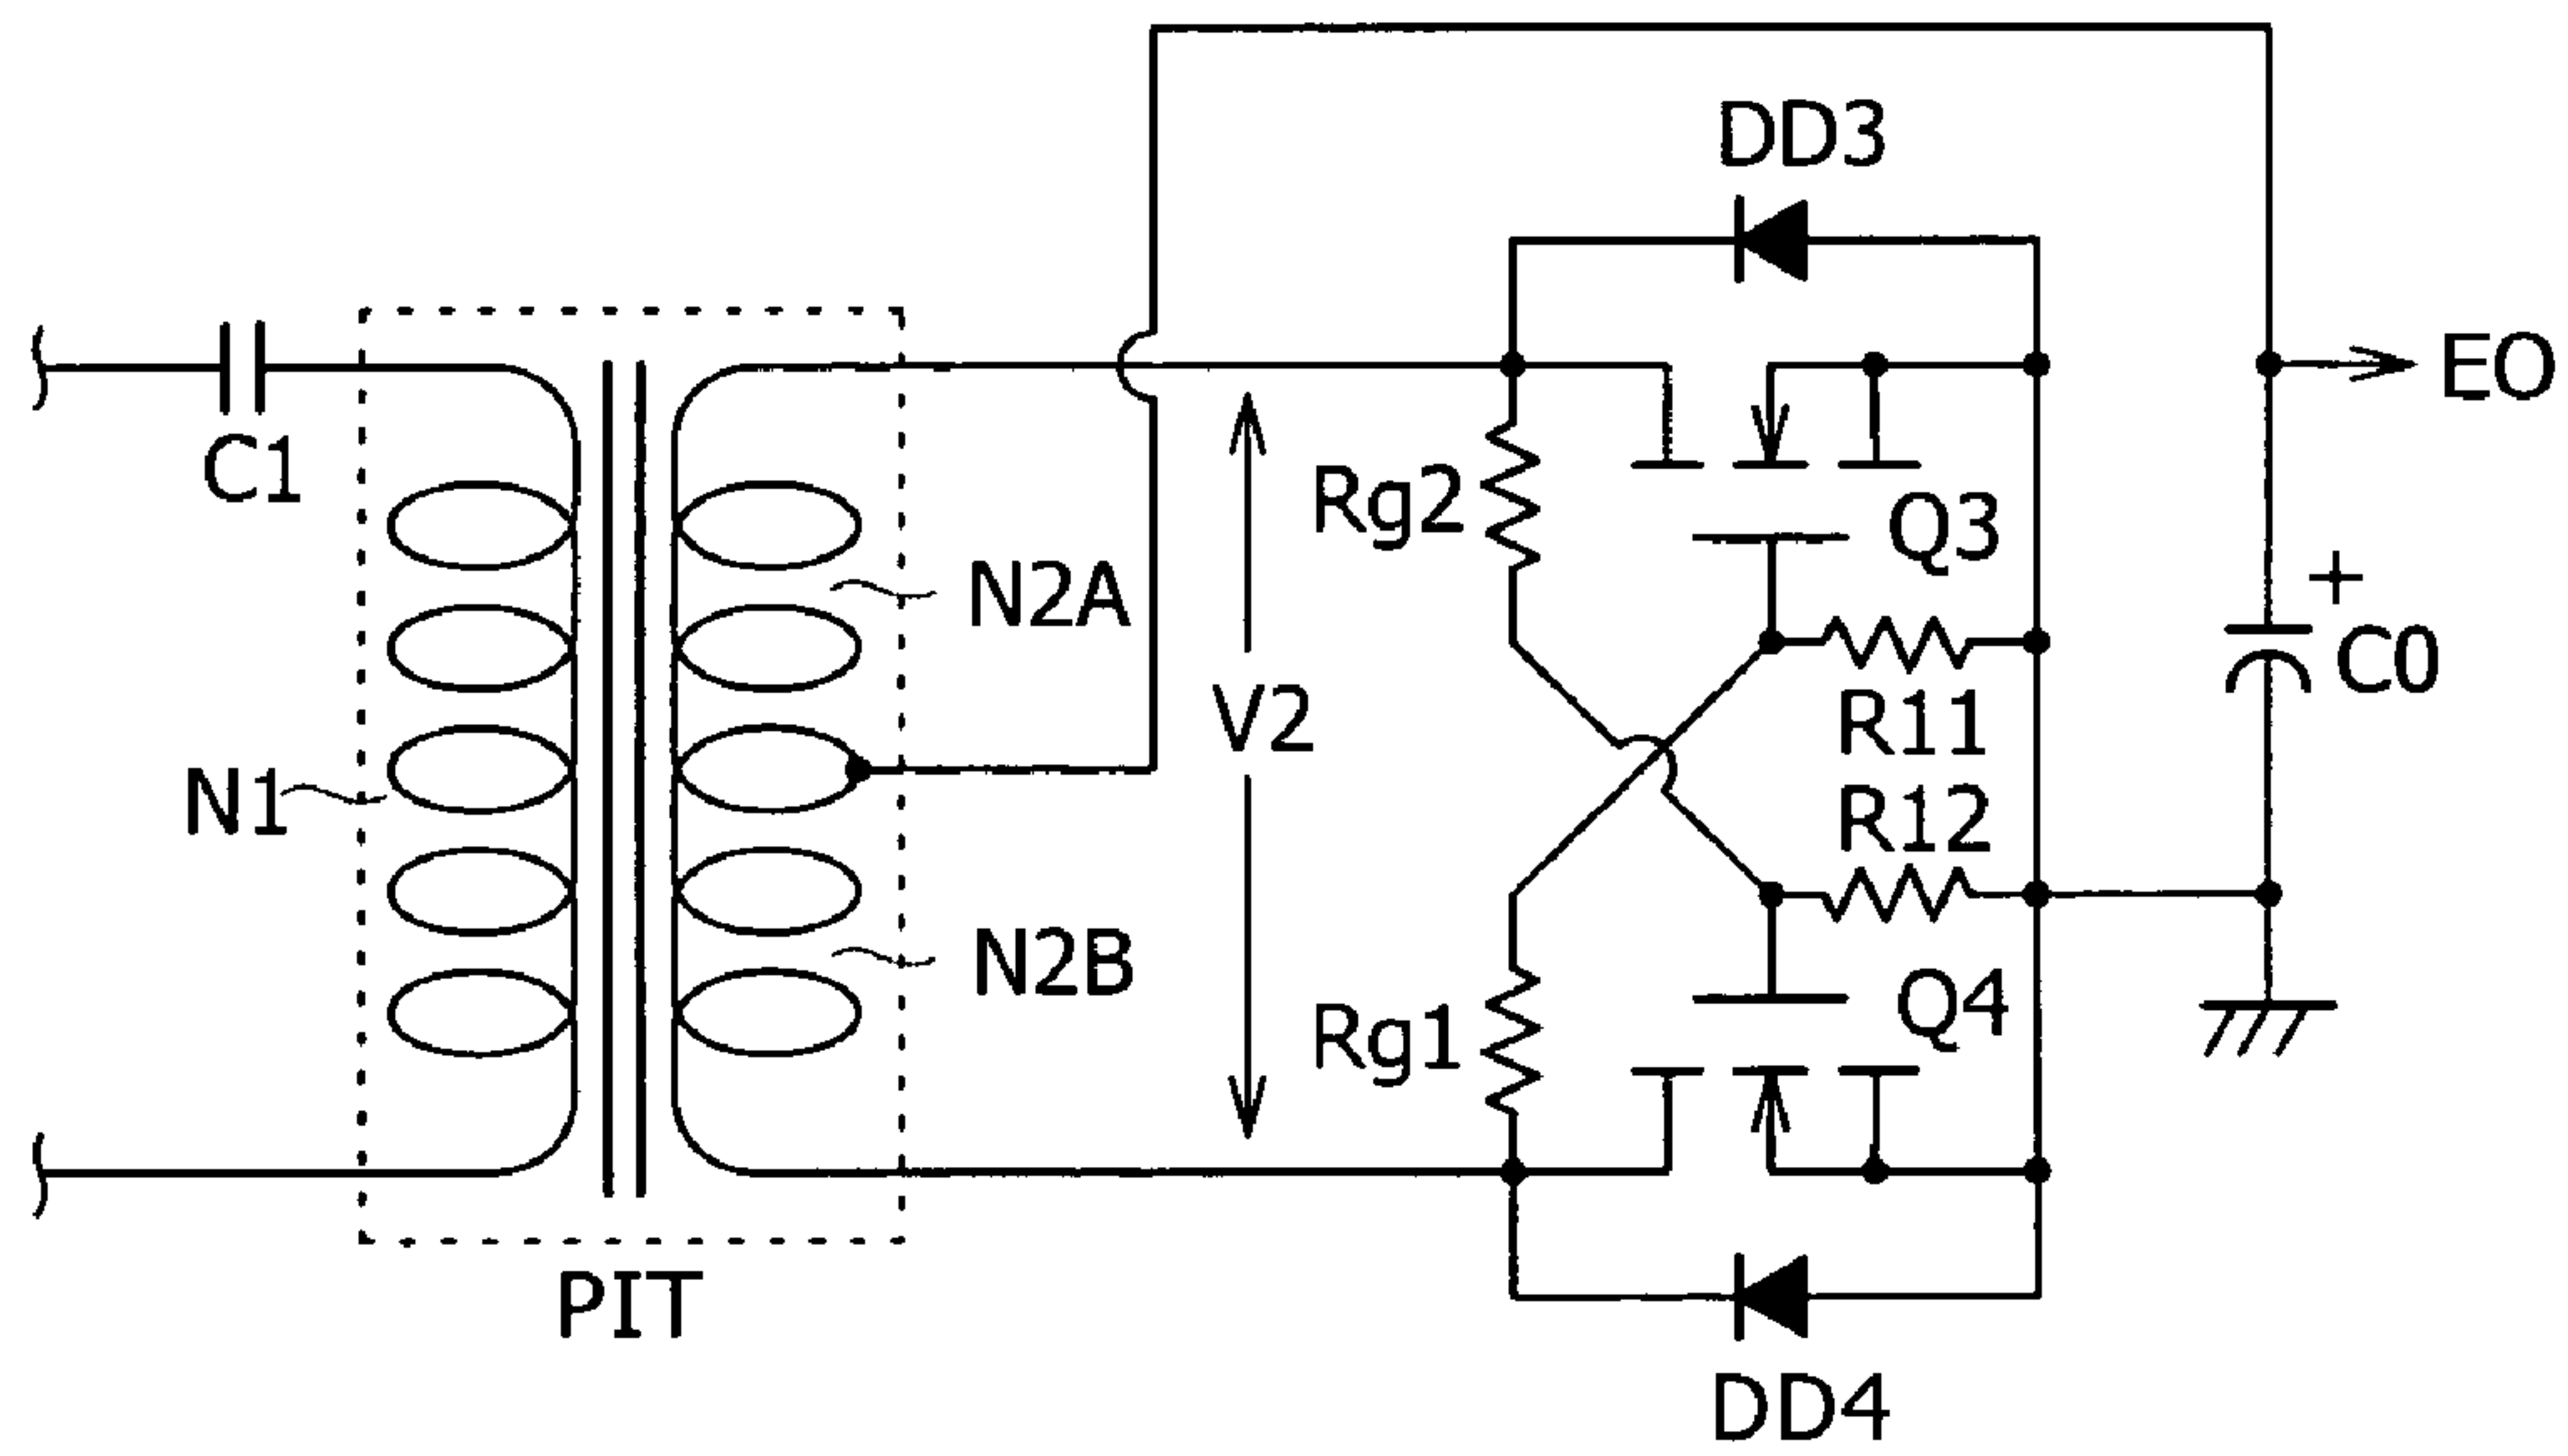 DD3
EO
C1
Rg2
Q3
N2A
+
C0
V2
R11
N1
R12
N2B
Q4
Rg1
PIT
DD4